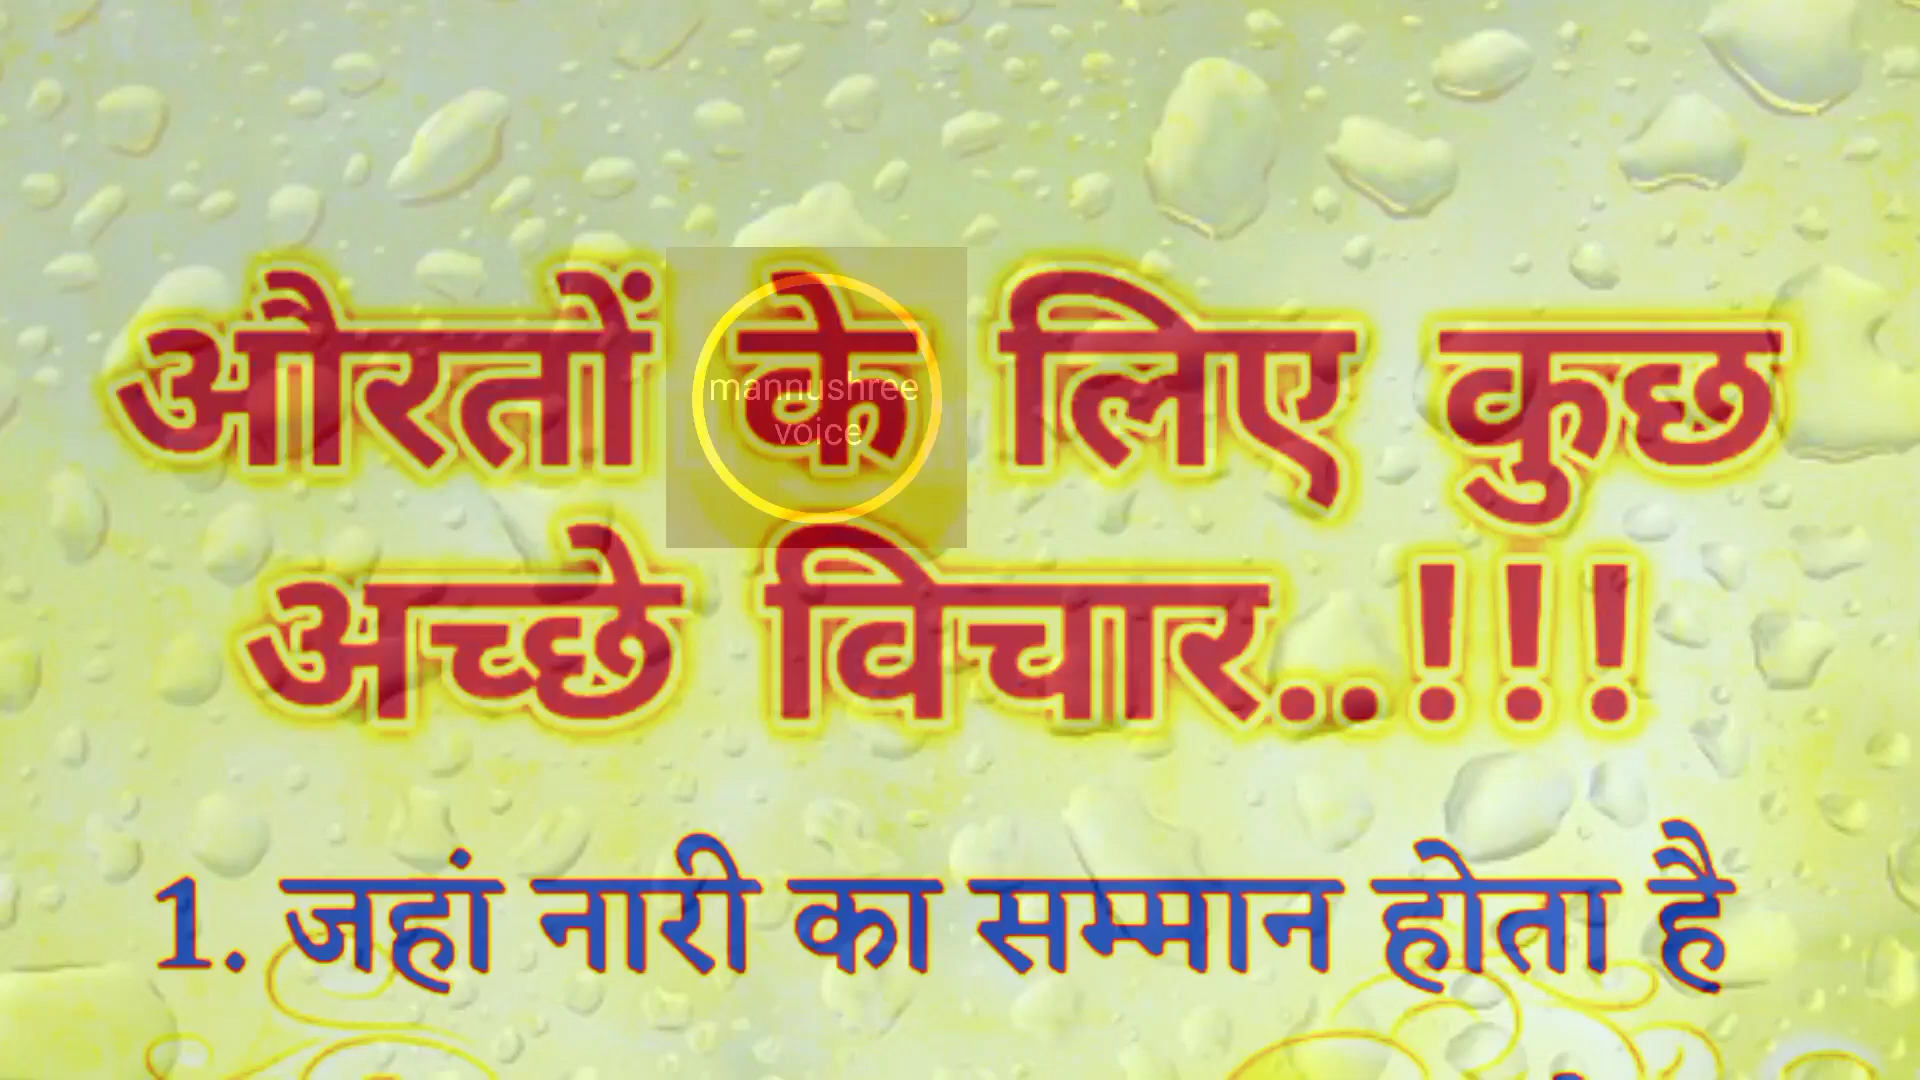 औरतों के लिए कुछ
mannushree
voice
अच्छे विचार..!!!
1. जहां नारी का सम्मान होता है